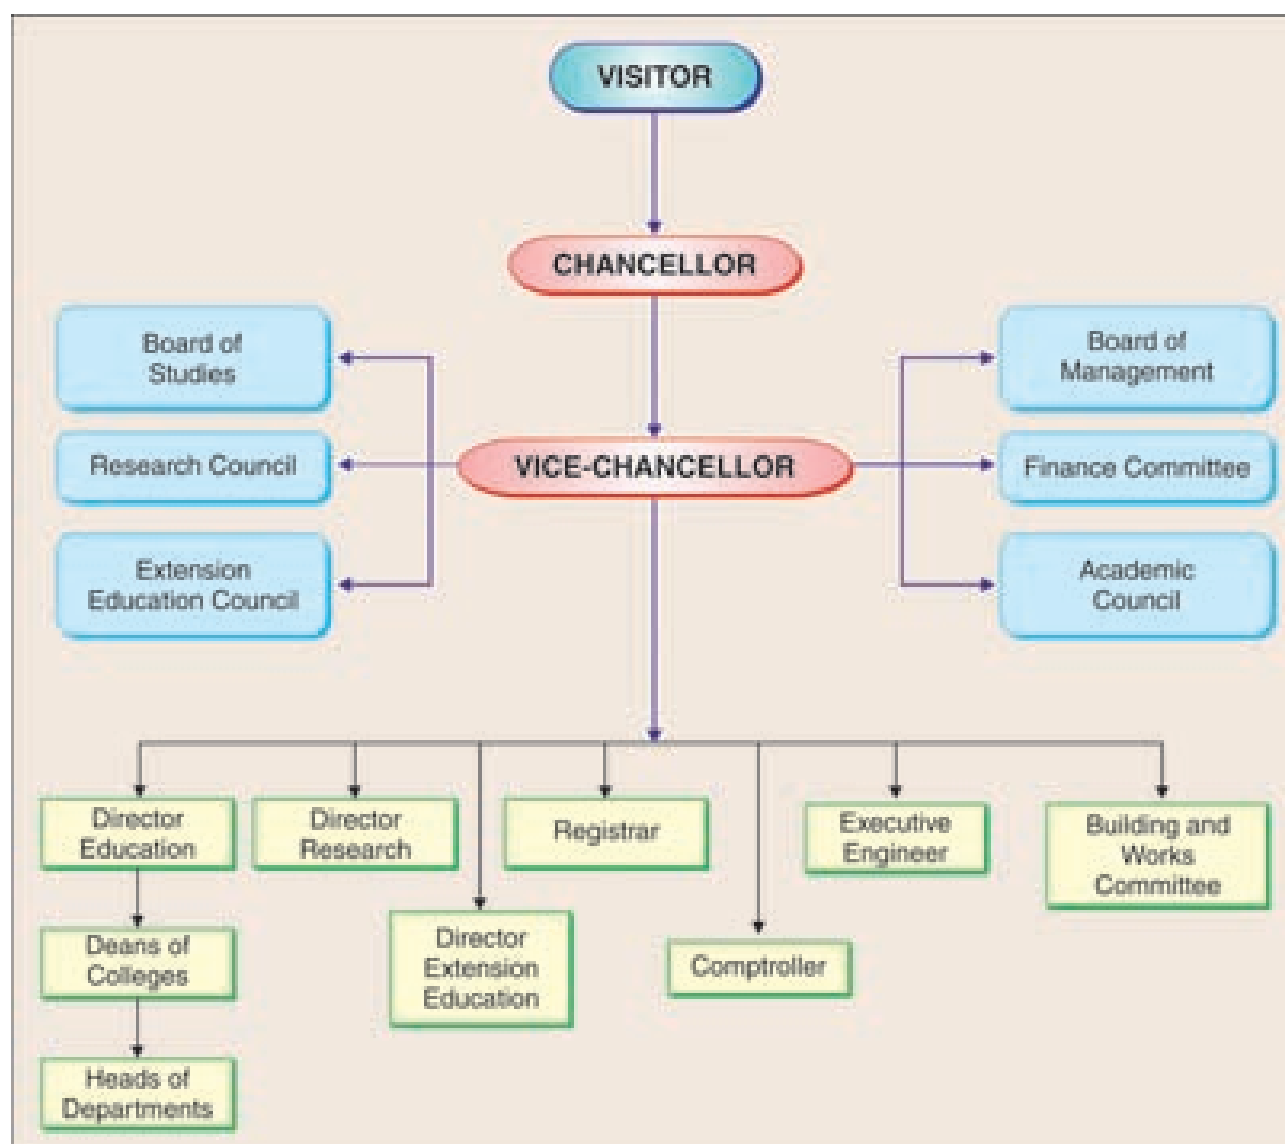 VISITOR
CHANCELLOR
Board of
Studies
Board of
Management
Research Council
VICE-CHANCELLOR
Finance Committee
Extension
Education Council
Academic
Council
Director
Education
Director
Research
Registrar
Executive
Engineer
Building and
Works
Committee
Deans of
Colleges
Director
Extension
Education
Comptroller
Heads of
Departments